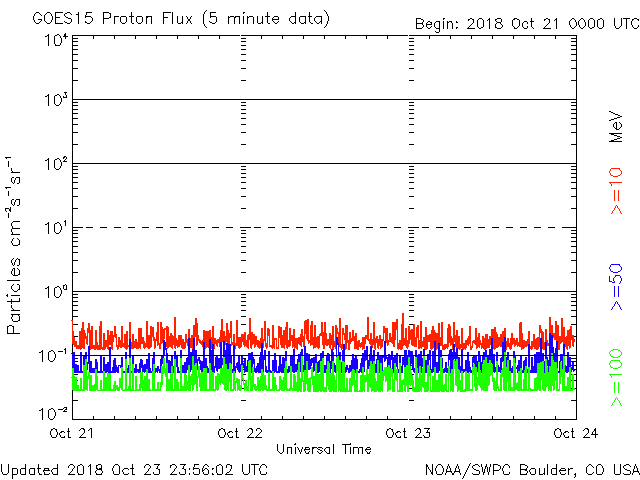 GOES15 Proton Flux (5 minute data)
Begin: 2018 Oct 21 0000 UTC
Particles cm⁻²s⁻¹sr⁻¹
10⁴
10³
10²
10¹
10⁰
10⁻¹
10⁻²
Oct 21
Oct 22
Oct 23
Oct 24
Universal Time
>=10
>=50
>=100
MeV
Updated 2018 Oct 23 23:56:02 UTC
NOAA/SWPC Boulder, CO USA